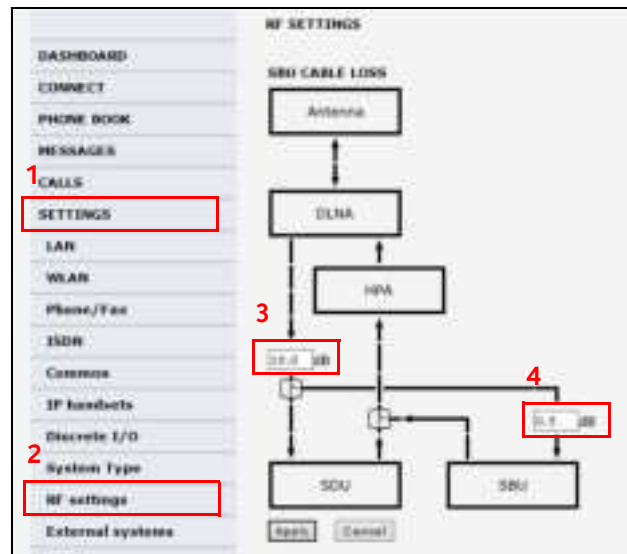 RF SETTINGS
DASHBOARD
CONNECT
PHONE BOOK
MESSAGES
1
CALLS
SETTINGS
LAN
WLAN
Phone/Fax
ISDN
Common
IP handsets
Discrete I/O
2
System Type
RF settings
External systems
SBU CABLE LOSS
Antenna
DLNA
HPA
3
dB
4
dB
SDU
SBU
Apply
Cancel